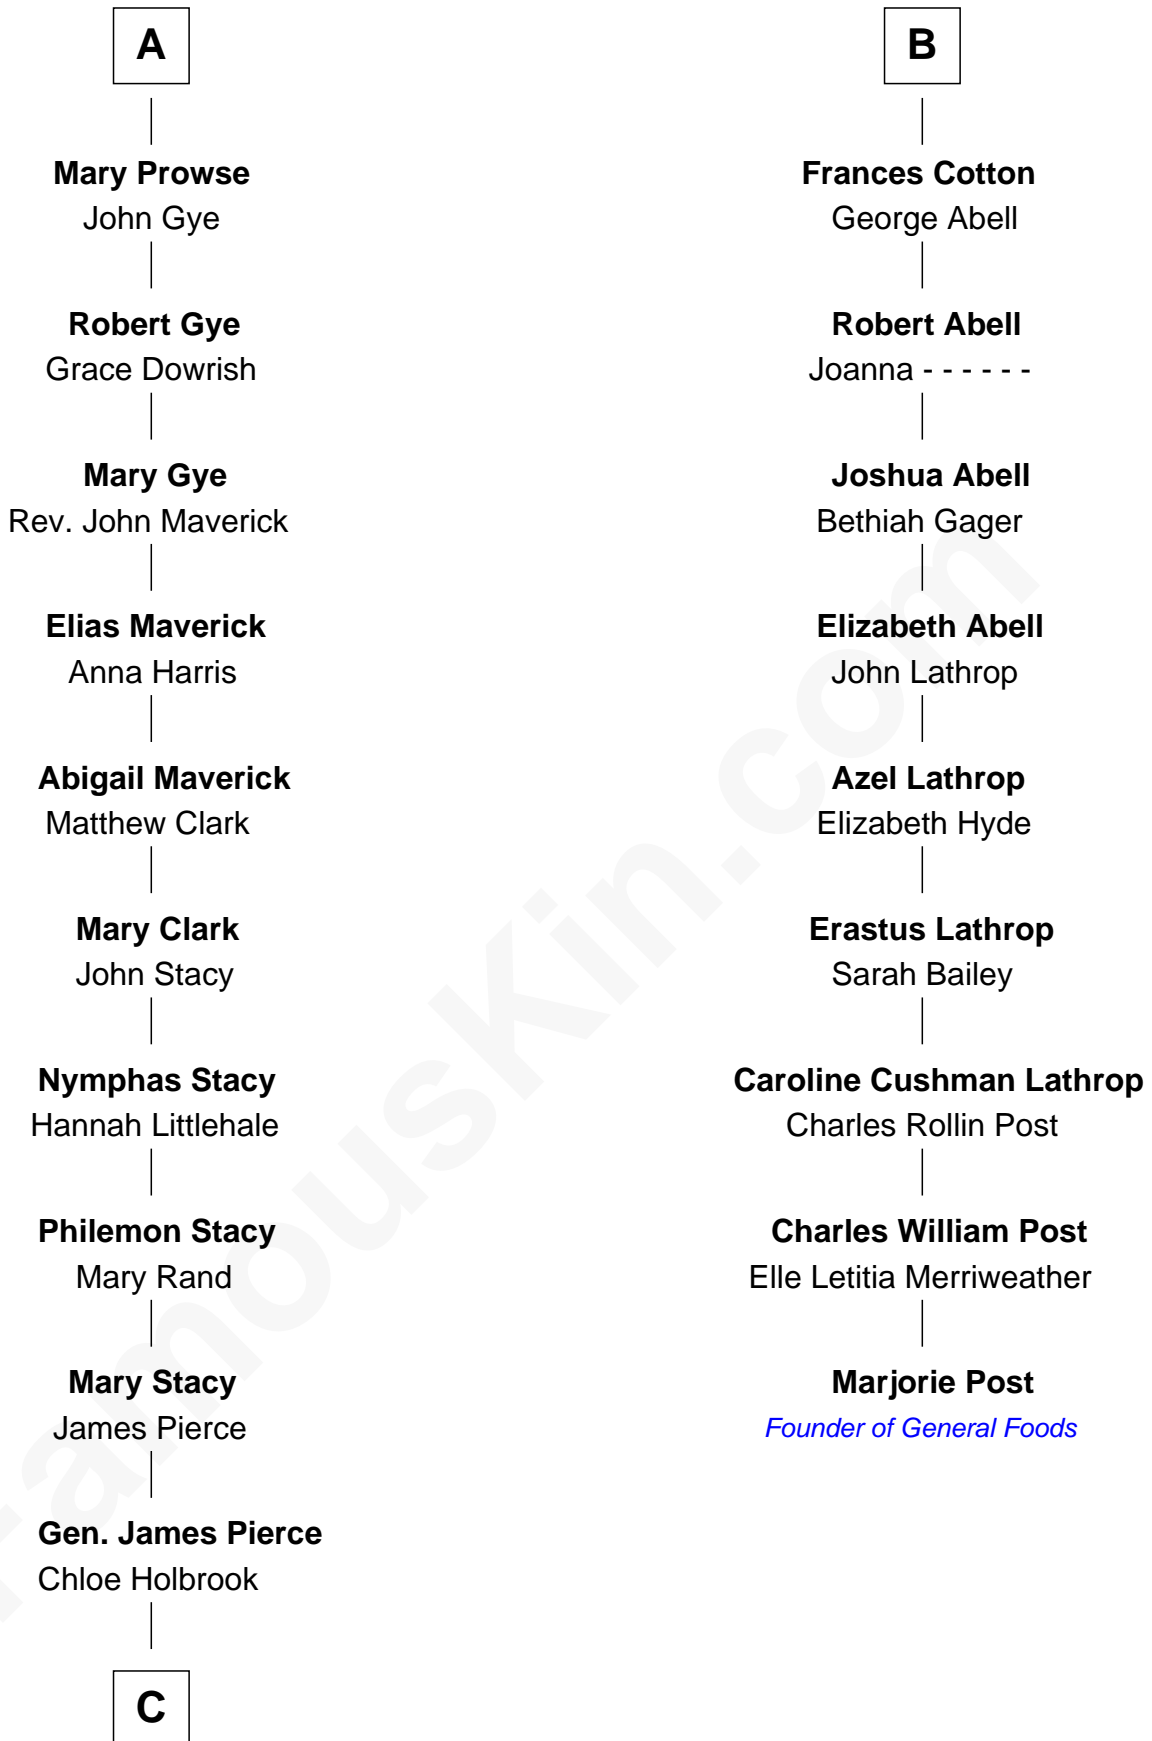 A
Mary Prowse
John Gye
Robert Gye
Grace Dowrish
Mary Gye
Rev. John Maverick
Elias Maverick
Anna Harris
Abigail Maverick
Matthew Clark
Mary Clark
John Stacy
Nymphas Stacy
Hannah Littlehale
Philemon Stacy
Mary Rand
Mary Stacy
James Pierce
Gen. James Pierce
Chloe Holbrook
C
B
Frances Cotton
George Abell
Robert Abell
Joanna - - - - - -
Joshua Abell
Bethiah Gager
Elizabeth Abell
John Lathrop
Azel Lathrop
Elizabeth Hyde
Erastus Lathrop
Sarah Bailey
Caroline Cushman Lathrop
Charles Rollin Post
Charles William Post
Elle Letitia Merriweather
Marjorie Post
Founder of General Foods
FamousKin.com